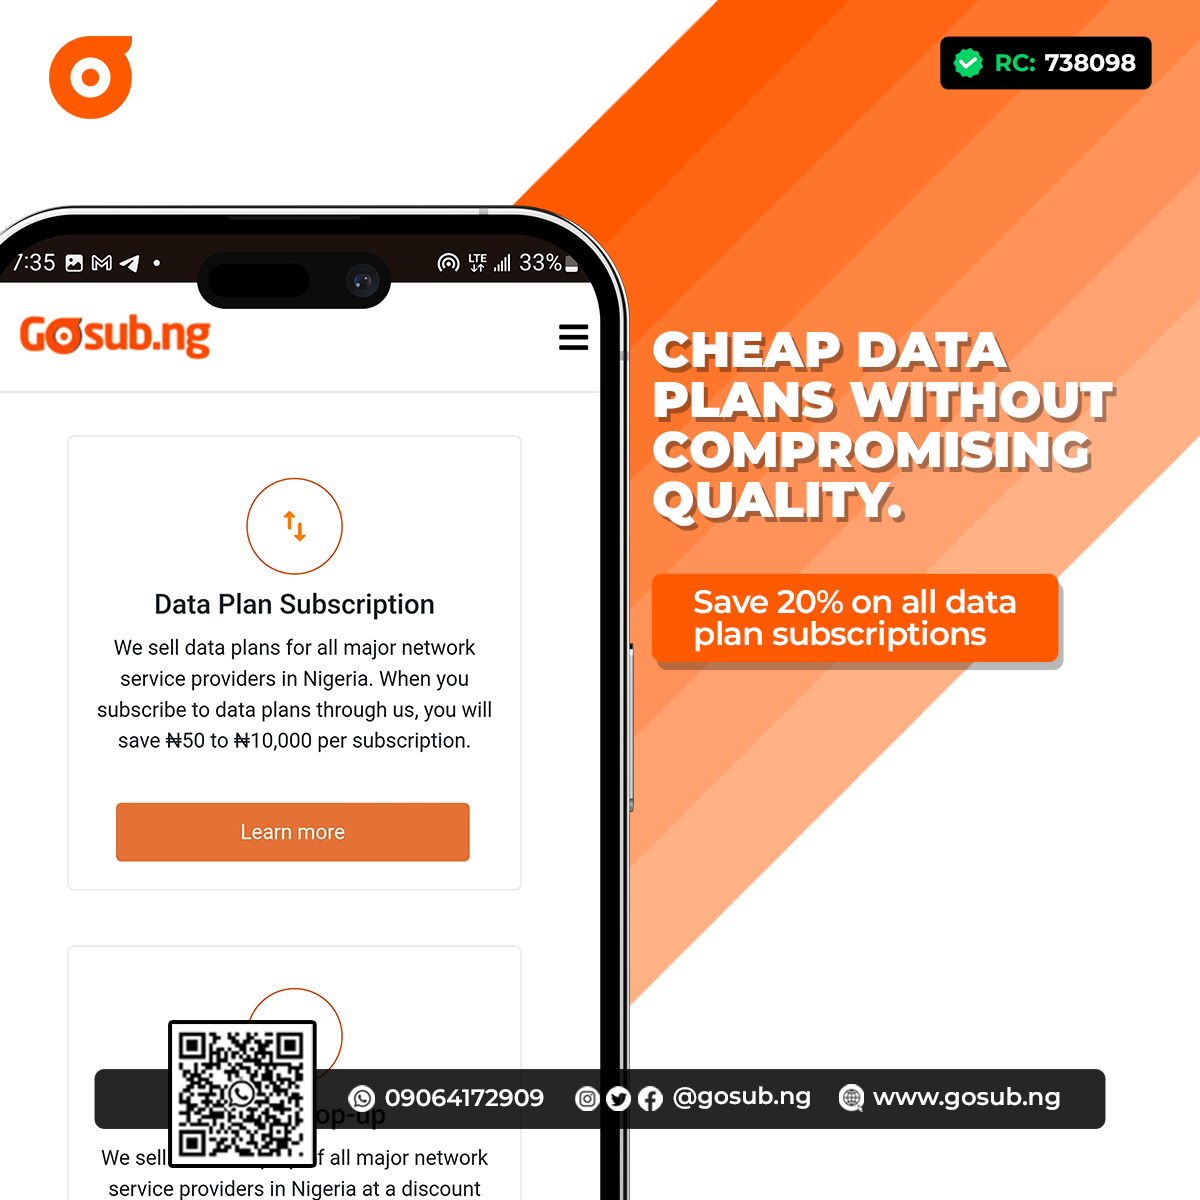 RC: 738098
7:35
LTE
33%
Gosub.ng
Data Plan Subscription
We sell data plans for all major network
service providers in Nigeria. When you
subscribe to data plans through us, you will
save ₦50 to ₦10,000 per subscription.
Learn more
CHEAP DATA
PLANS WITHOUT
COMPROMISING
QUALITY.
Save 20% on all data
plan subscriptions
09064172909
@gosub.ng
www.gosub.ng
op-up
We sell
f all major network
service providers in Nigeria at a discount